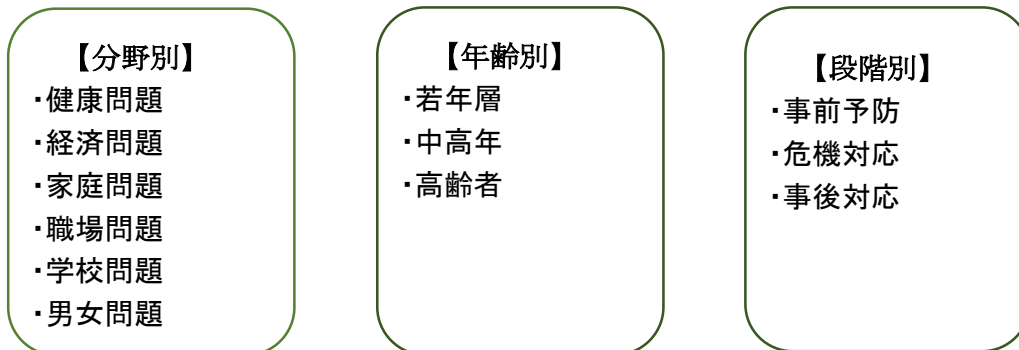 【分野別】
・健康問題
・経済問題
・家庭問題
・職場問題
・学校問題
・男女問題
【年齢別】
・若年層
・中高年
・高齢者
【段階別】
・事前予防
・危機対応
・事後対応